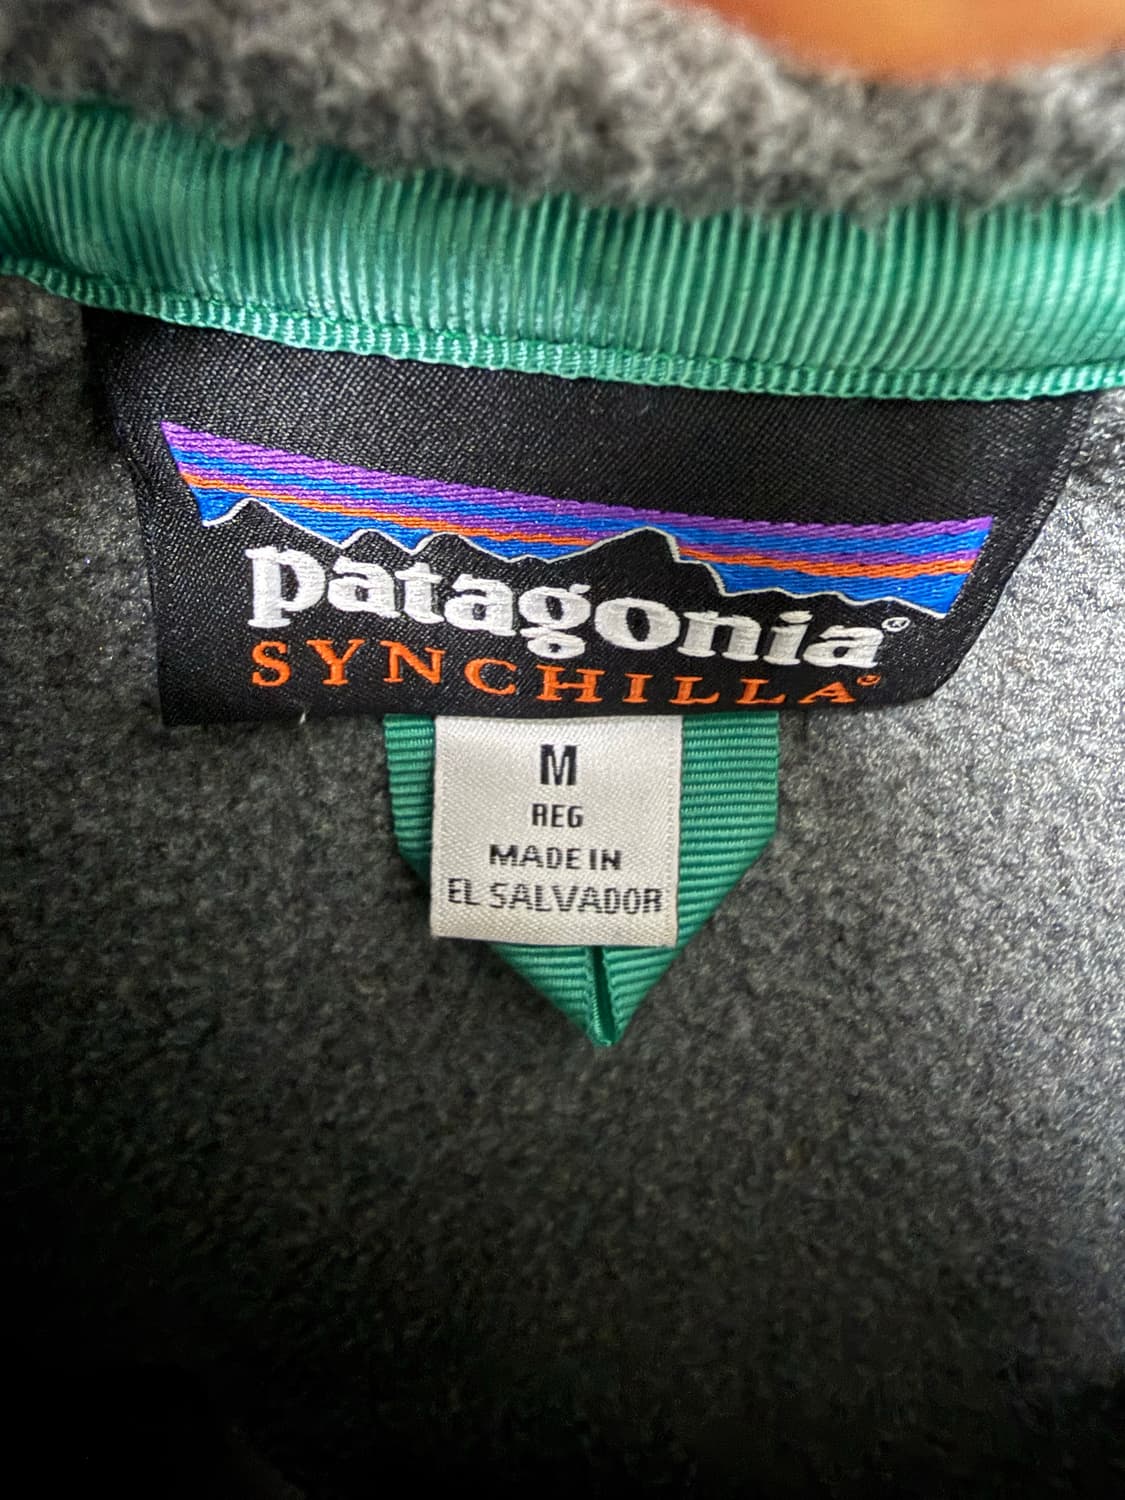 patagonia®
SYNCHILLA®
M
REG
MADE IN
EL SALVADOR